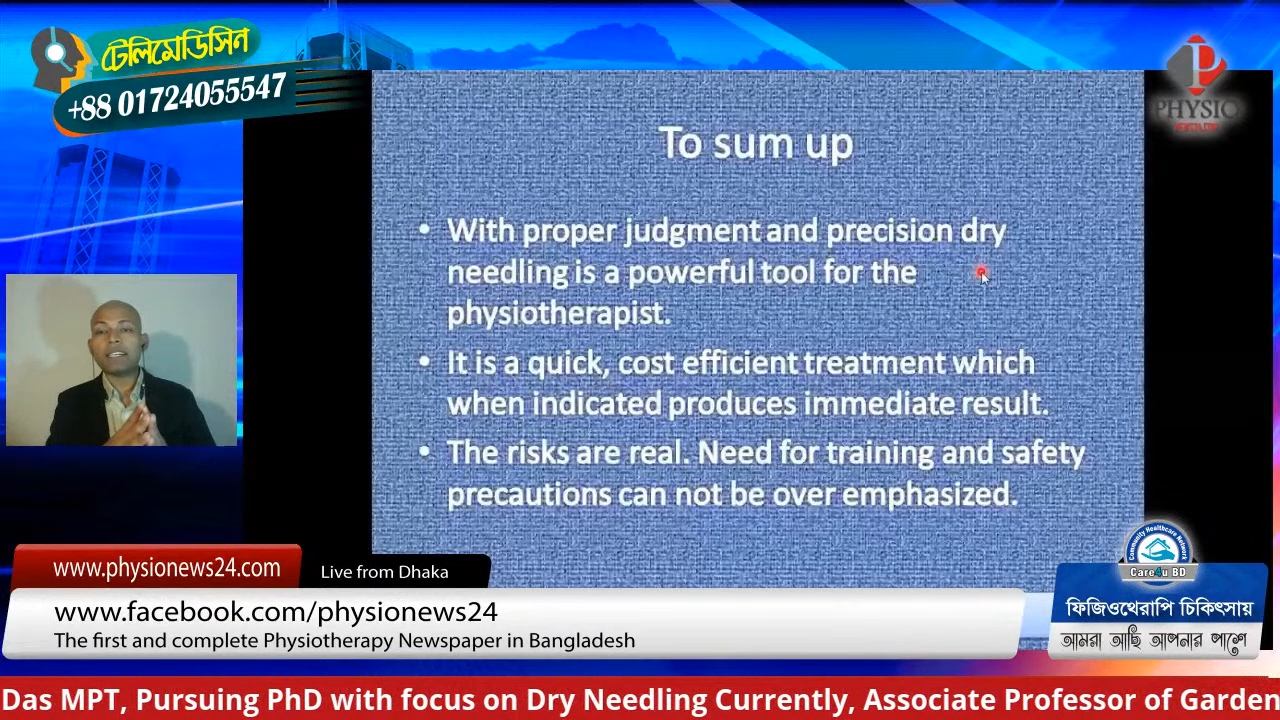 টেলিমেডিসিন
+88 01724055547
PHYSIO
To sum up
• With proper judgment and precision dry
needling is a powerful tool for the
physiotherapist.
• It is a quick, cost efficient treatment which
when indicated produces immediate result.
• The risks are real. Need for training and safety
precautions can not be over emphasized.
www.physionews24.com
Live from Dhaka
www.facebook.com/physionews24
The first and complete Physiotherapy Newspaper in Bangladesh
Community Healthcare Network
Care4u BD
ফিজিওথেরাপি চিকিৎসায়
আমরা আছি আপনার পাশে
Das MPT, Pursuing PhD with focus on Dry Needling Currently, Associate Professor of Garden